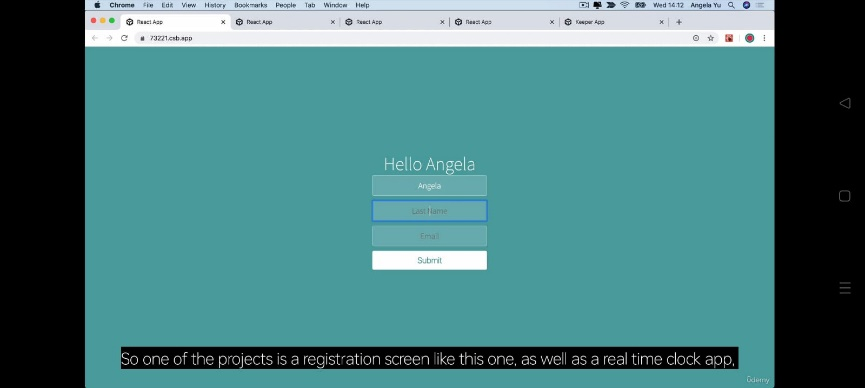 Chrome File Edit View History Bookmarks People Tab Window Help Wed 14.12 Angela Yu
React App React App React App React App Keeper App
73221.csb.app
Hello Angela
Angela
Last Name
Email
Submit
So one of the projects is a registration screen like this one, as well as a real time clock app,
Udemy